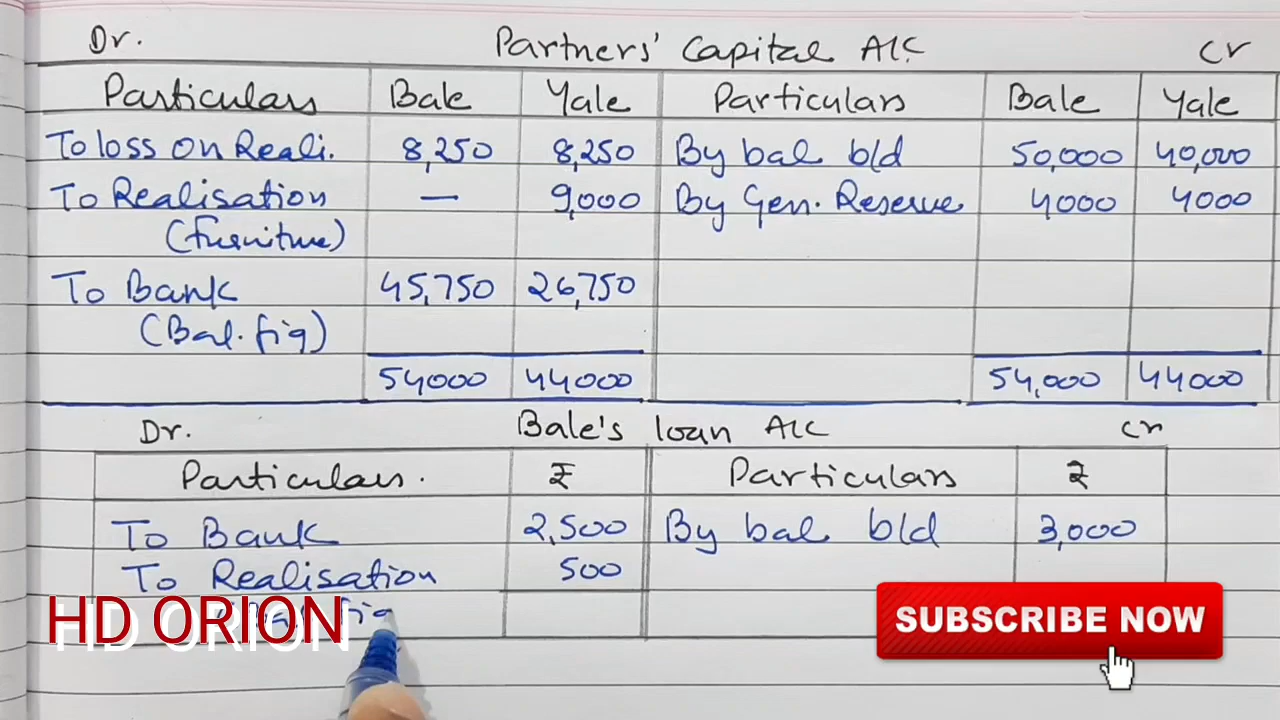 Dr. Partners' Capital A/C. Cr
Particulars Bale Yale Particulars Bale Yale
To loss on Reali. 8,250 8,250 By bal b/d 50,000 40,000
To Realisation — 9,000 By Gen. Reserve 4000 4000
(Furniture)
To Bank 45,750 26,750
(Bal. fig)
54000 44000 54,000 44000
Dr. Bale's loan A/C Cr
Particulars. ₹ Particulars ₹
To Bank 2,500 By bal b/d 3,000
To Realisation 500
HD ORION
SUBSCRIBE NOW